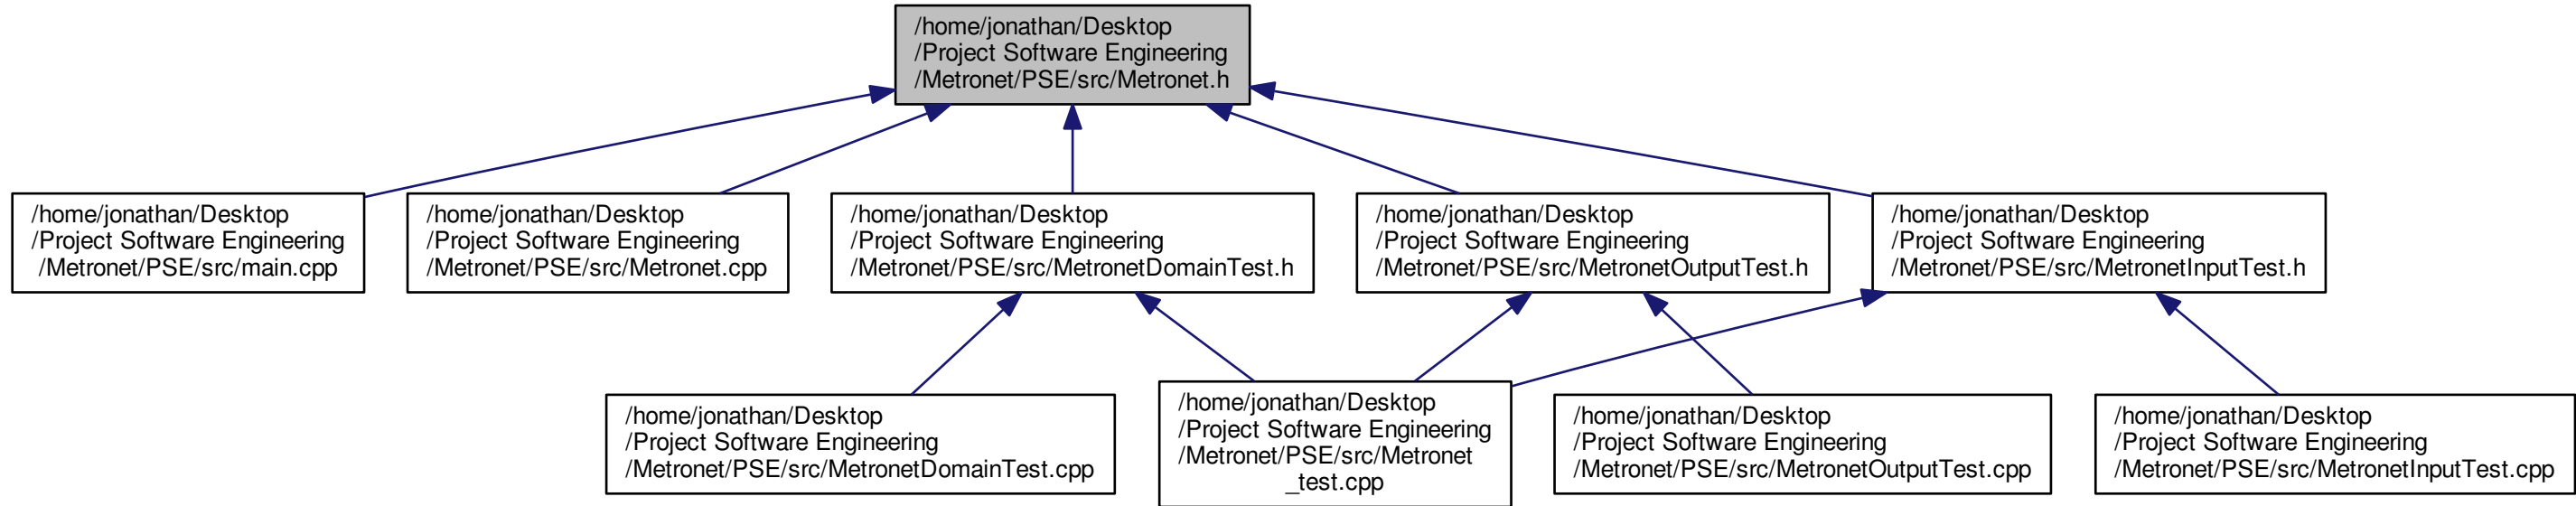 /home/jonathan/Desktop
/Project Software Engineering
/Metronet/PSE/src/Metronet.h
/home/jonathan/Desktop
/Project Software Engineering
/Metronet/PSE/src/main.cpp
/home/jonathan/Desktop
/Project Software Engineering
/Metronet/PSE/src/Metronet.cpp
/home/jonathan/Desktop
/Project Software Engineering
/Metronet/PSE/src/MetronetDomainTest.h
/home/jonathan/Desktop
/Project Software Engineering
/Metronet/PSE/src/MetronetOutputTest.h
/home/jonathan/Desktop
/Project Software Engineering
/Metronet/PSE/src/MetronetInputTest.h
/home/jonathan/Desktop
/Project Software Engineering
/Metronet/PSE/src/MetronetDomainTest.cpp
/home/jonathan/Desktop
/Project Software Engineering
/Metronet/PSE/src/Metronet
_test.cpp
/home/jonathan/Desktop
/Project Software Engineering
/Metronet/PSE/src/MetronetOutputTest.cpp
/home/jonathan/Desktop
/Project Software Engineering
/Metronet/PSE/src/MetronetInputTest.cpp